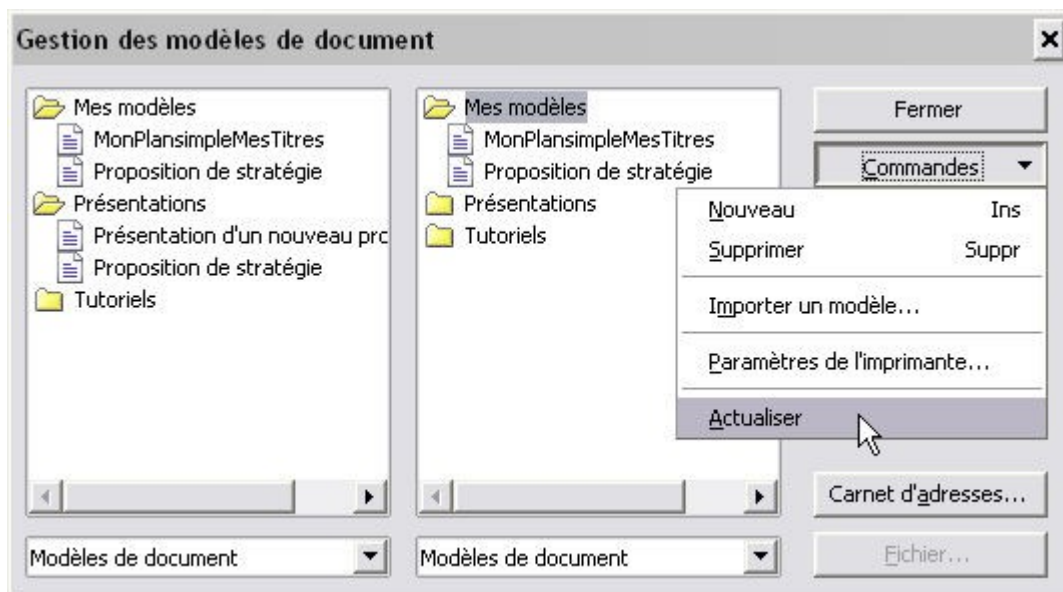 Gestion des modèles de document
Mes modèles
MonPlansimpleMesTitres
Proposition de stratégie
Présentations
Présentation d'un nouveau prc
Proposition de stratégie
Tutoriels
Modèles de document
Mes modèles
MonPlansimpleMesTitres
Proposition de stratégie
Présentations
Tutoriels
Modèles de document
Fermer
Commandes
Nouveau Ins
Supprimer Suppr
Importer un modèle...
Paramètres de l'imprimante...
Actualiser
Carnet d'adresses...
Fichier...